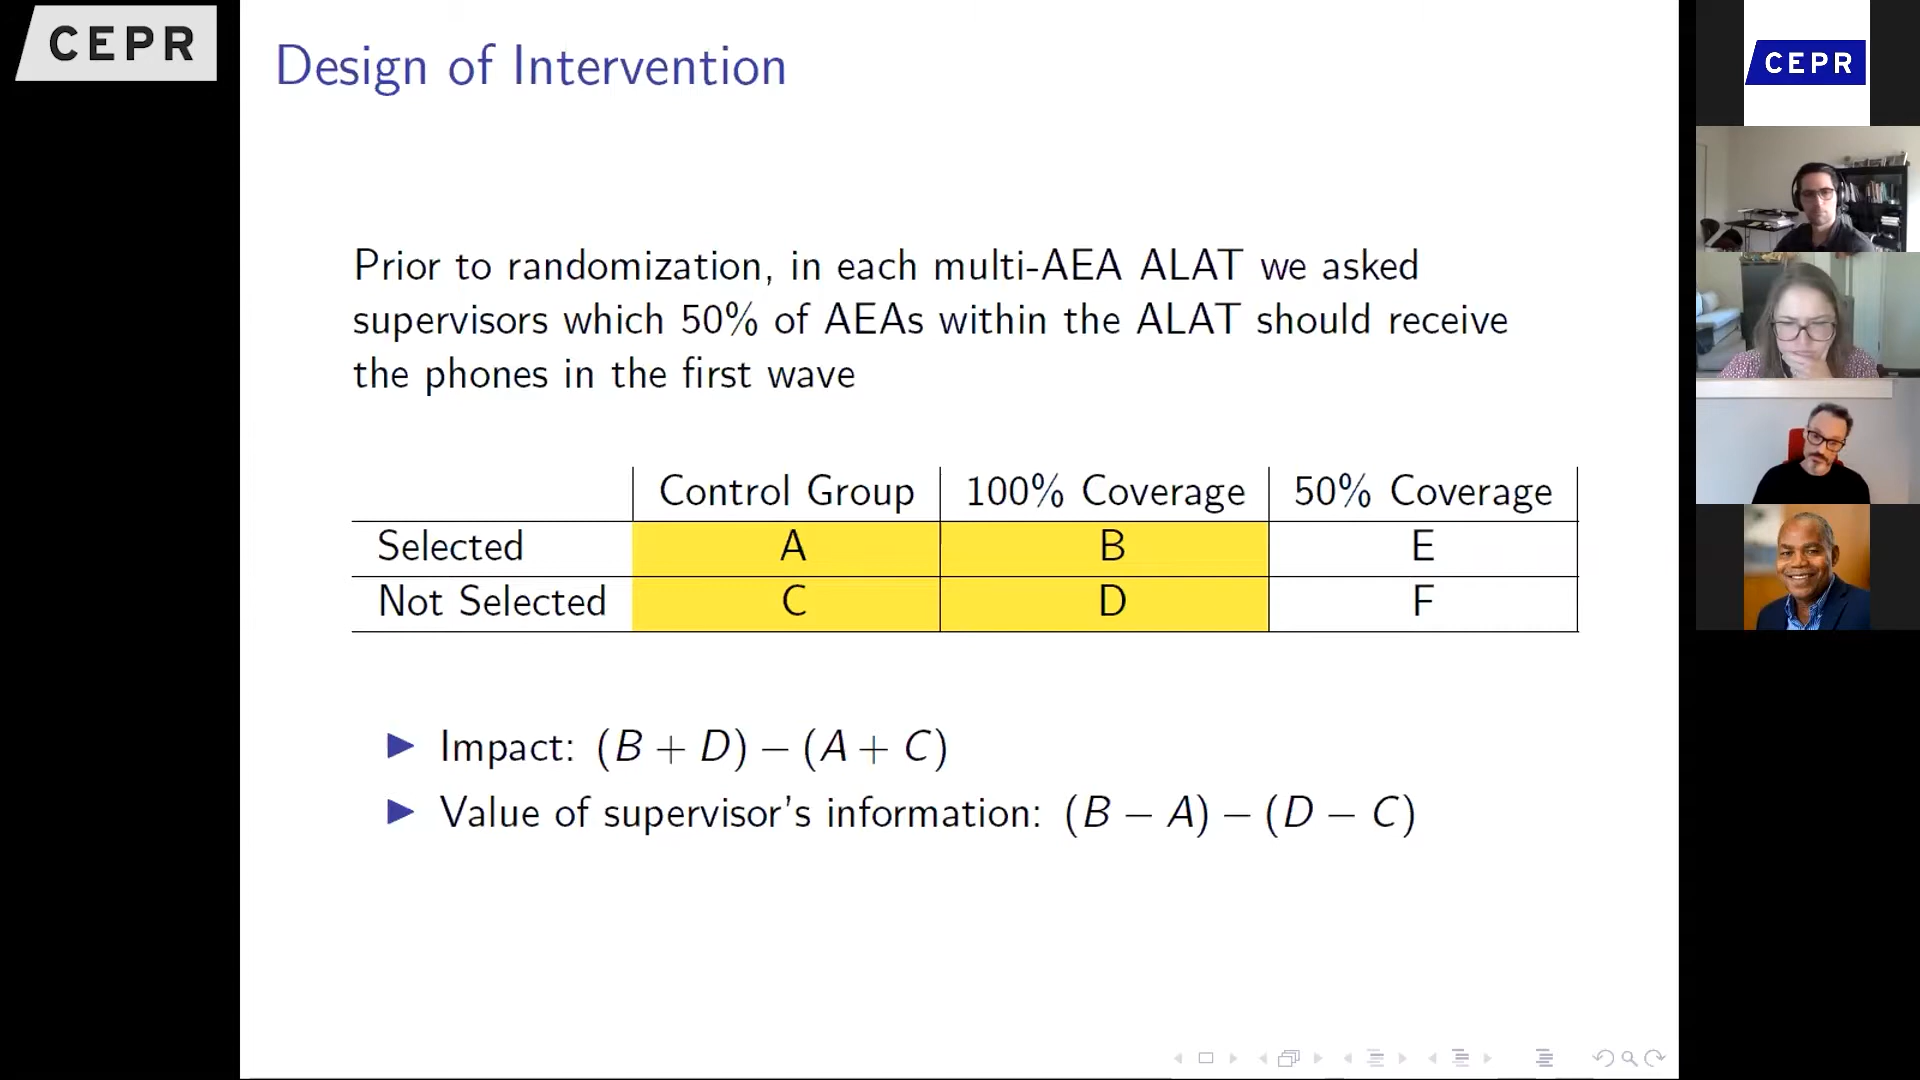 CEPR
Design of Intervention
CEPR
Prior to randomization, in each multi-AEA ALAT we asked
supervisors which 50% of AEAs within the ALAT should receive
the phones in the first wave
Control Group 100% Coverage 50% Coverage
Selected A B E
Not Selected C D F
▶ Impact: (B + D) – (A + C)
▶ Value of supervisor's information: (B – A) – (D – C)